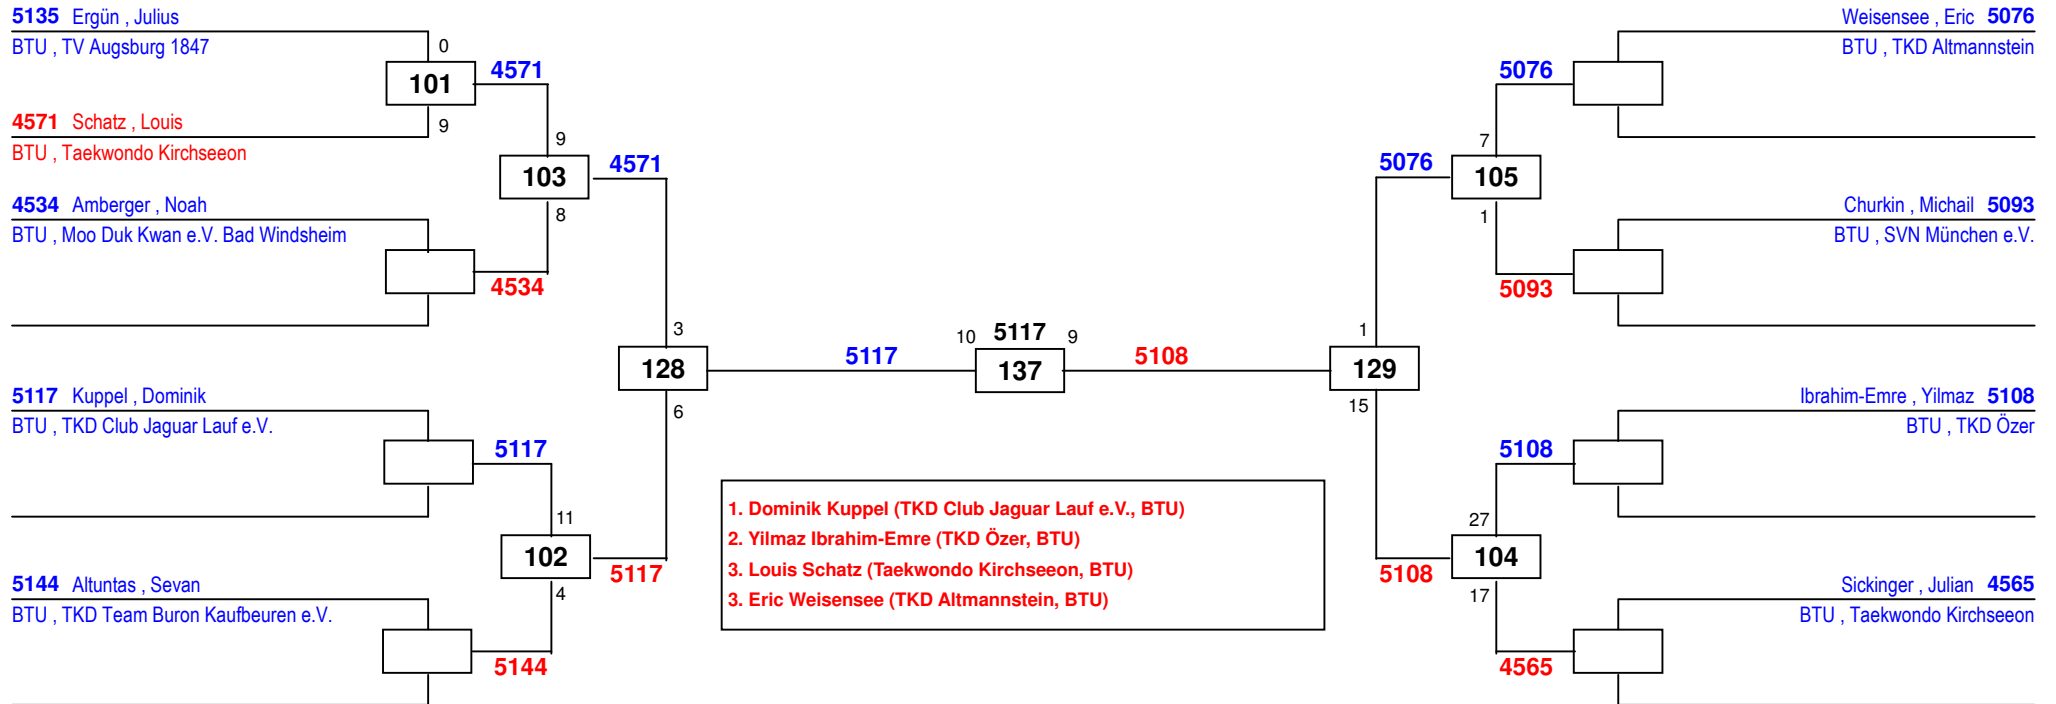 5135 Ergün , Julius
BTU , TV Augsburg 1847
0
101
4571
9
4571 Schatz , Louis
BTU , Taekwondo Kirchseeon
9
103
4571
8
4534 Amberger , Noah
BTU , Moo Duk Kwan e.V. Bad Windsheim
4534
3
128
5117
6
5117 Kuppel , Dominik
BTU , TKD Club Jaguar Lauf e.V.
5117
11
102
5117
4
5144 Altuntas , Sevan
BTU , TKD Team Buron Kaufbeuren e.V.
5144
10 5117 9
137
5108
1. Dominik Kuppel (TKD Club Jaguar Lauf e.V., BTU)
2. Yilmaz Ibrahim-Emre (TKD Özer, BTU)
3. Louis Schatz (Taekwondo Kirchseeon, BTU)
3. Eric Weisensee (TKD Altmannstein, BTU)
Weisensee , Eric 5076
BTU , TKD Altmannstein
5076
7
5076
105
1
Churkin , Michail 5093
BTU , SVN München e.V.
5093
1
129
15
Ibrahim-Emre , Yilmaz 5108
BTU , TKD Özer
5108
27
104
5108
17
Sickinger , Julian 4565
BTU , Taekwondo Kirchseeon
4565